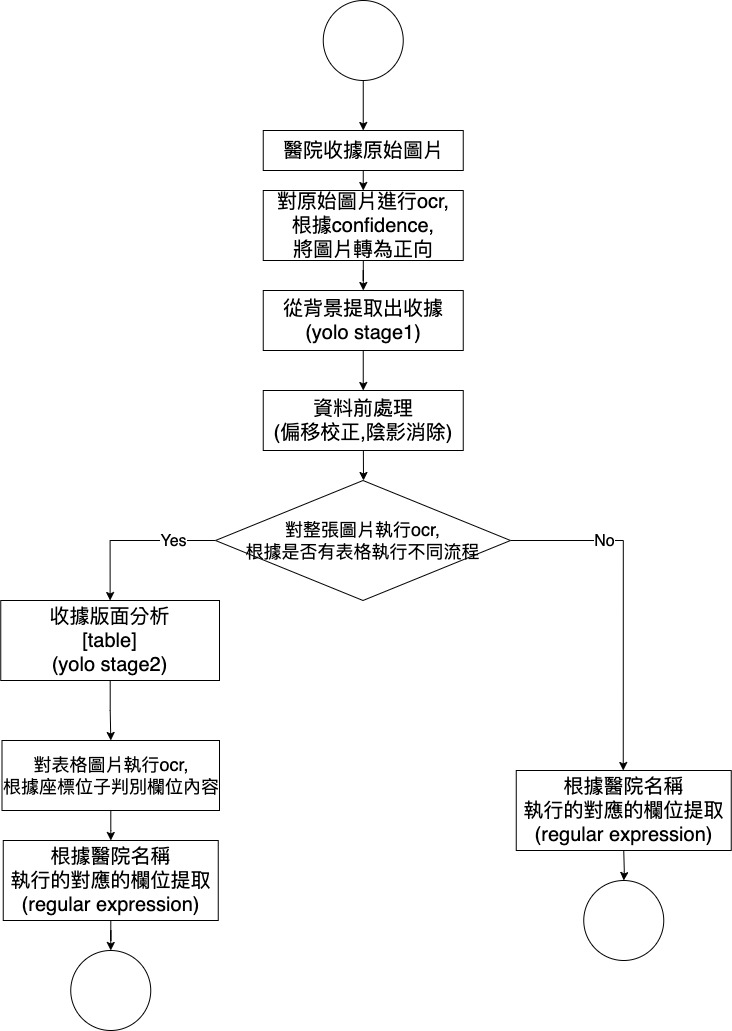 醫院收據原始圖片
對原始圖片進行ocr,
根據confidence,
將圖片轉為正向
從背景提取出收據
(yolo stage1)
資料前處理
(偏移校正,陰影消除)
對整張圖片執行ocr,
根據是否有表格執行不同流程
Yes
No
收據版面分析
[table]
(yolo stage2)
對表格圖片執行ocr,
根據座標位子判別欄位內容
根據醫院名稱
執行的對應的欄位提取
(regular expression)
根據醫院名稱
執行的對應的欄位提取
(regular expression)